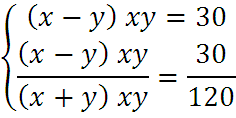 (x − y) xy = 30
(x − y) xy / (x + y) xy = 30 / 120